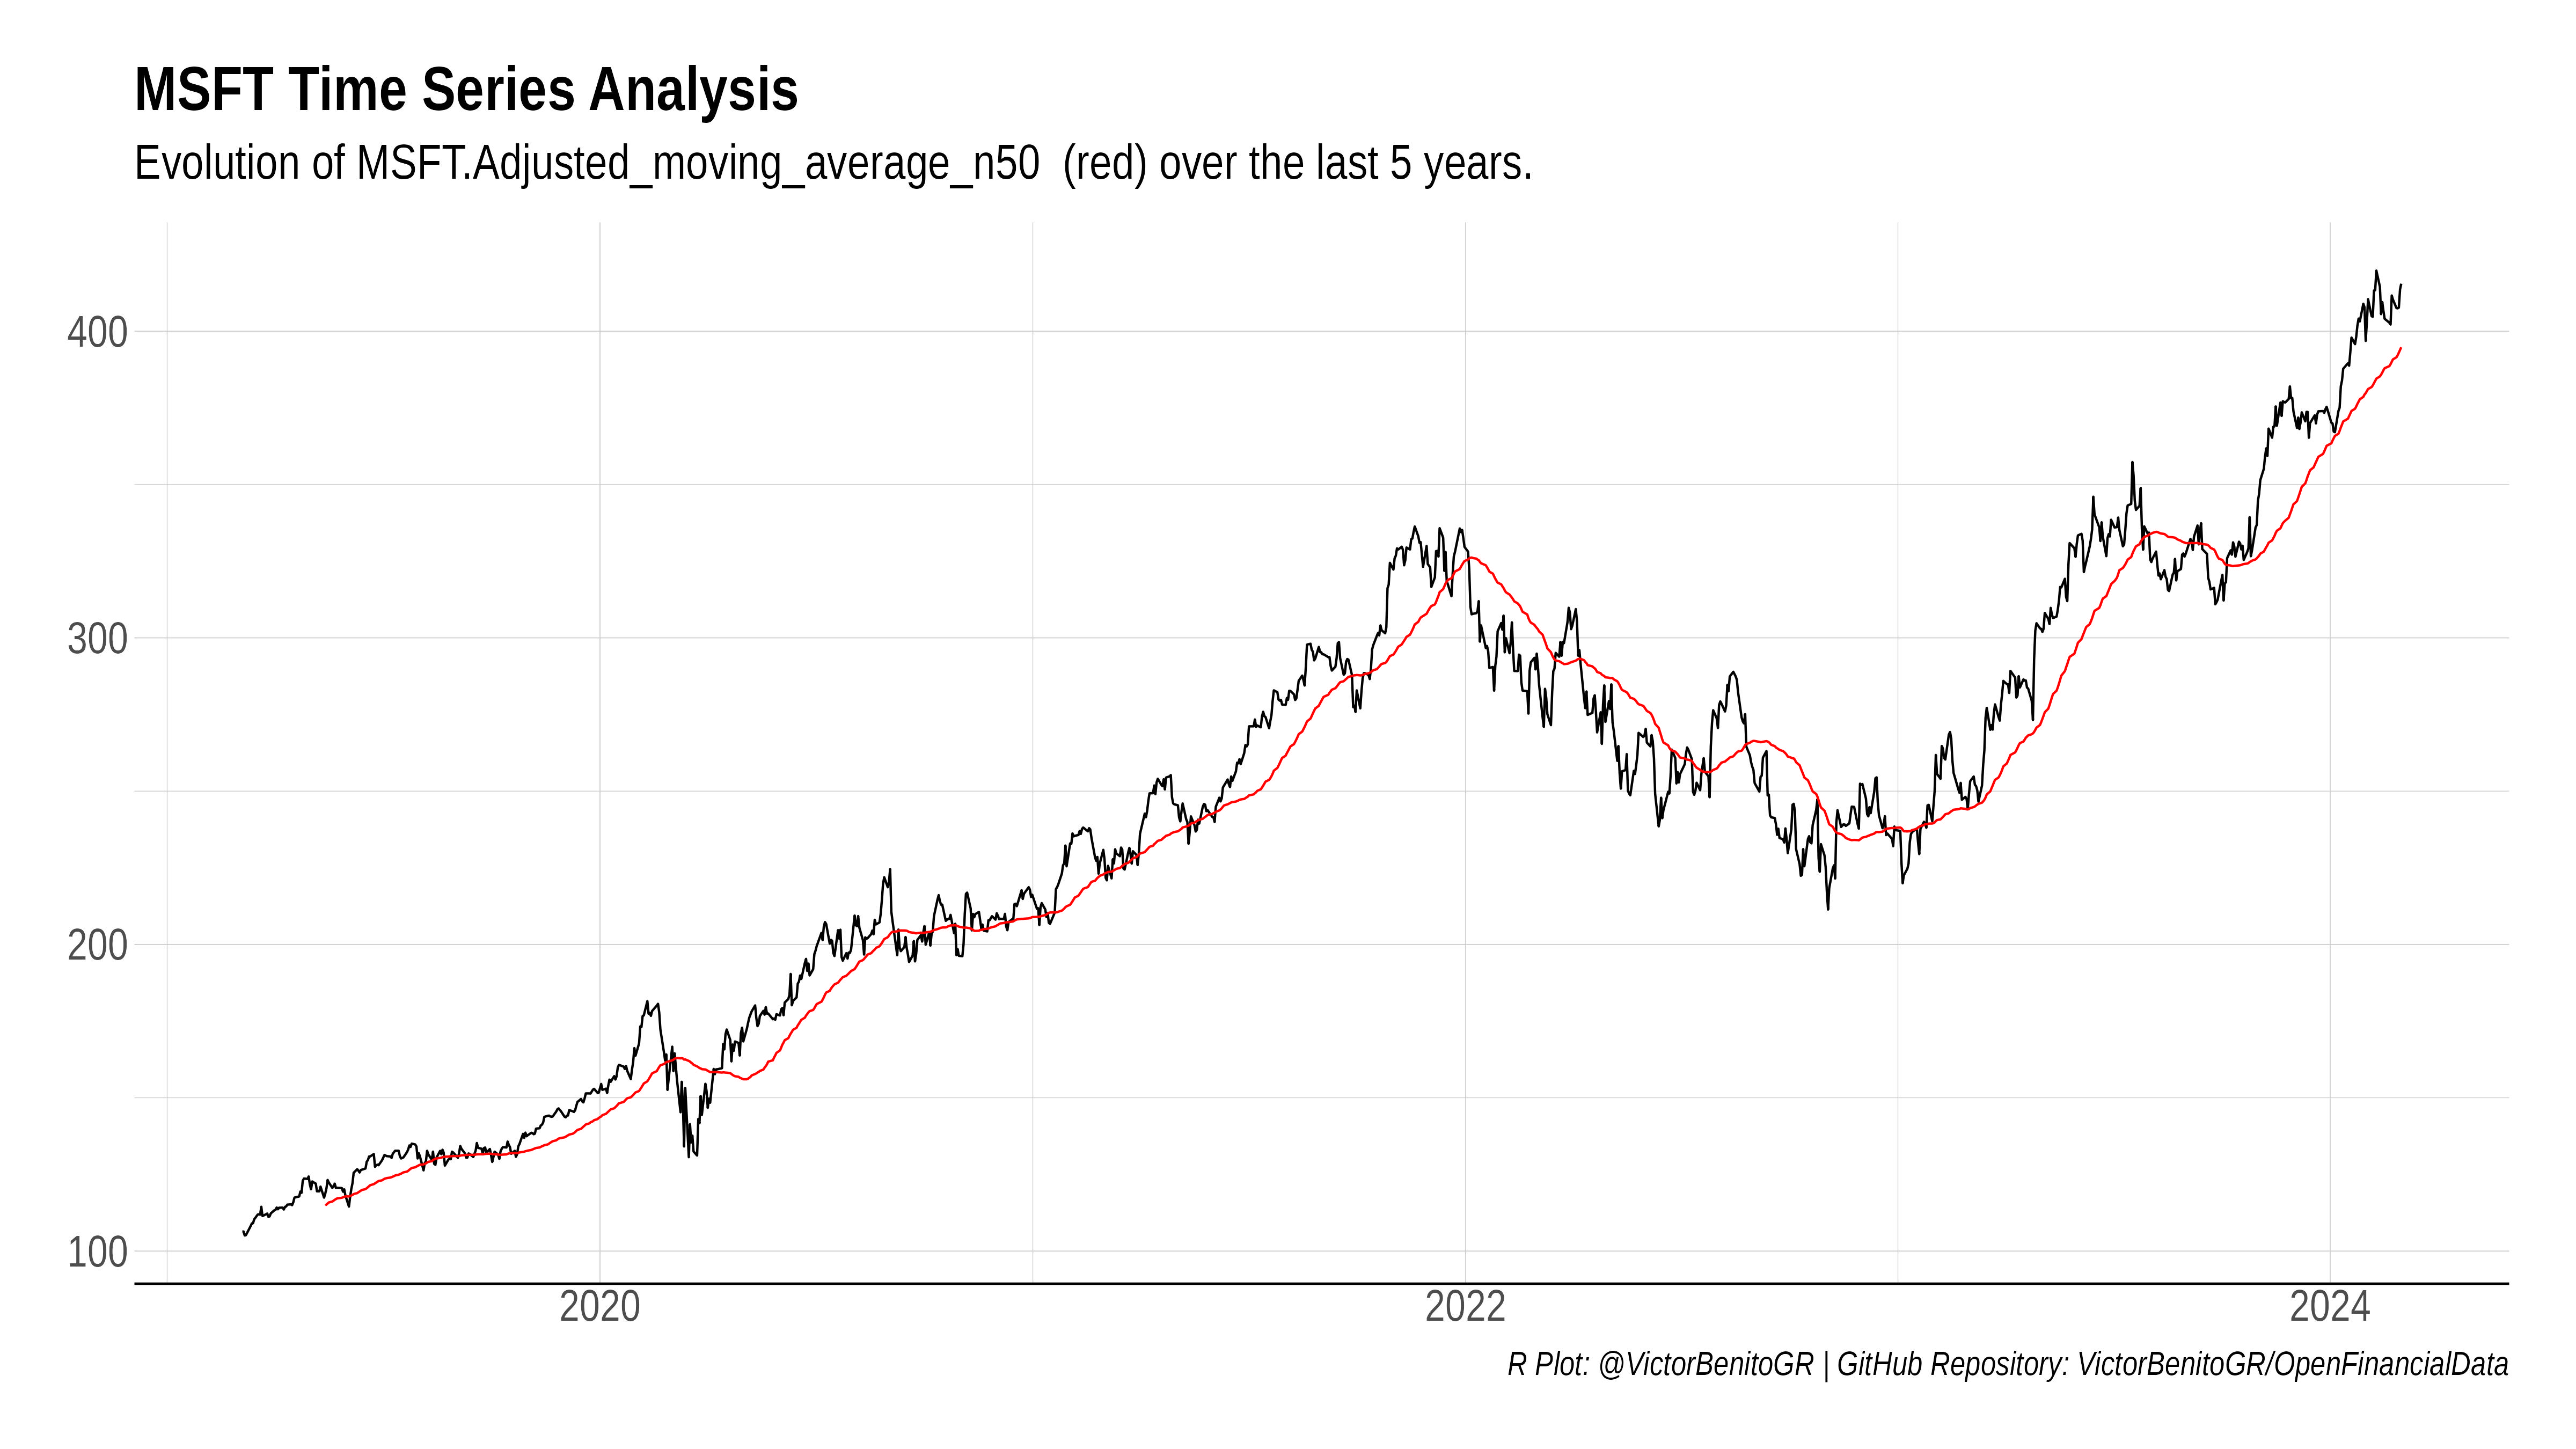 MSFT Time Series Analysis
Evolution of MSFT.Adjusted_moving_average_n50  (red) over the last 5 years.
400
300
200
100
2020 2022 2024
R Plot: @VictorBenitoGR | GitHub Repository: VictorBenitoGR/OpenFinancialData